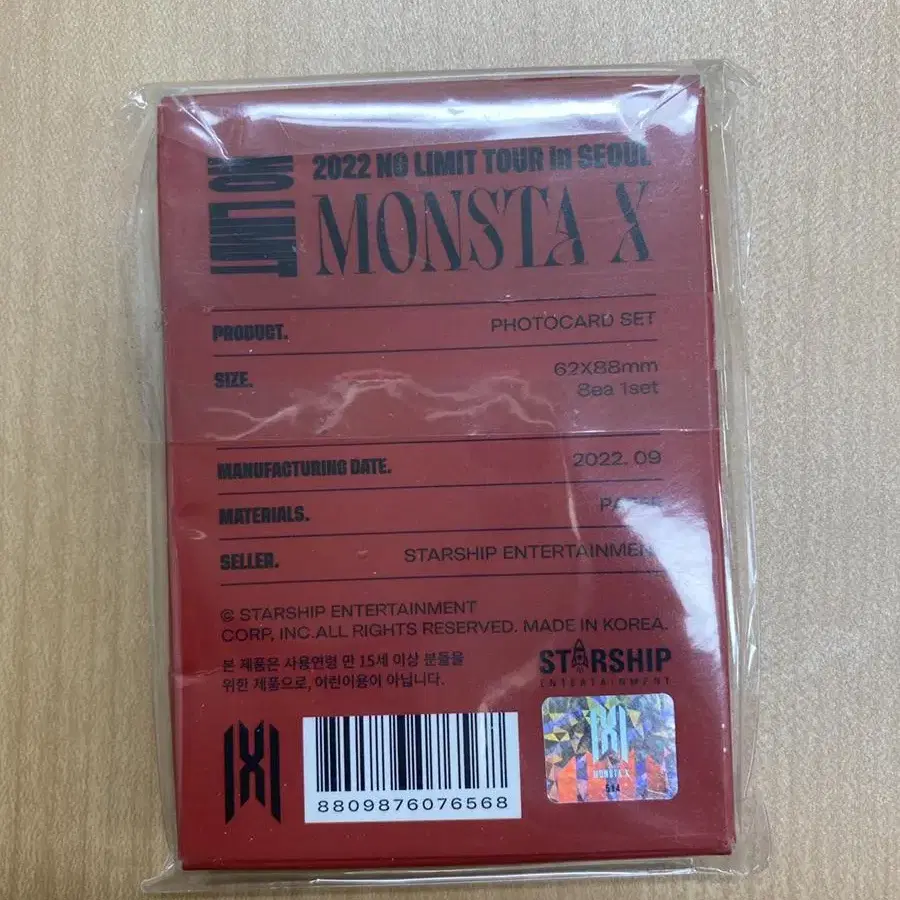 NO LIMIT
2022 NO LIMIT TOUR in SEOUL
MONSTA X
PRODUCT. PHOTOCARD SET
SIZE. 62X88mm
8ea 1set
MANUFACTURING DATE. 2022. 09
MATERIALS. PAPER
SELLER. STARSHIP ENTERTAINMENT
© STARSHIP ENTERTAINMENT
CORP, INC.ALL RIGHTS RESERVED. MADE IN KOREA.
본 제품은 사용연령 만 15세 이상 분들을
위한 제품으로, 어린이용이 아닙니다.
STARSHIP
ENTERTAINMENT
MONSTA X
8809876076568